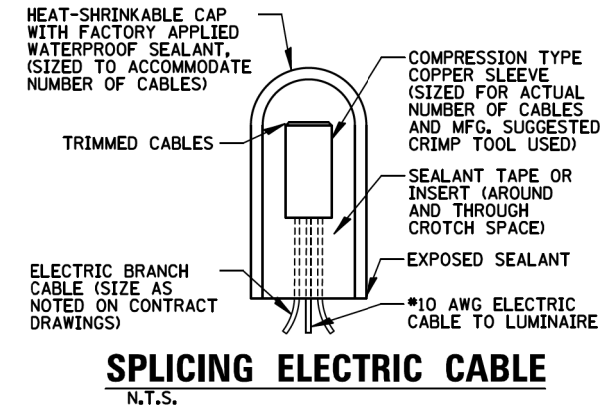 HEAT-SHRINKABLE CAP
WITH FACTORY APPLIED
WATERPROOF SEALANT,
(SIZED TO ACCOMMODATE
NUMBER OF CABLES)
TRIMMED CABLES
ELECTRIC BRANCH
CABLE (SIZE AS
NOTED ON CONTRACT
DRAWINGS)
COMPRESSION TYPE
COPPER SLEEVE
(SIZED FOR ACTUAL
NUMBER OF CABLES
AND MFG. SUGGESTED
CRIMP TOOL USED)
SEALANT TAPE OR
INSERT (AROUND
AND THROUGH
CROTCH SPACE)
EXPOSED SEALANT
#10 AWG ELECTRIC
CABLE TO LUMINAIRE
SPLICING ELECTRIC CABLE
N.T.S.